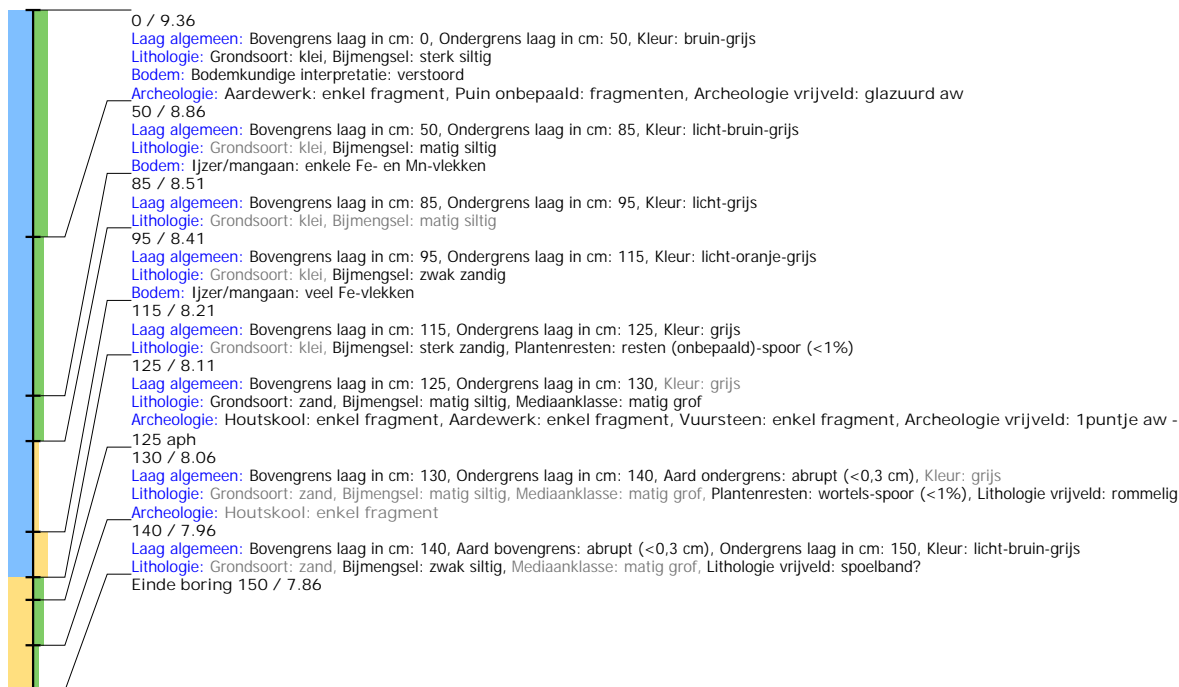 0 / 9.36
Laag algemeen: Bovengrens laag in cm: 0, Ondergrens laag in cm: 50, Kleur: bruin-grijs
Lithologie: Grondsoort: klei, Bijmengsel: sterk siltig
Bodem: Bodemkundige interpretatie: verstoord
Archeologie: Aardewerk: enkel fragment, Puin onbepaald: fragmenten, Archeologie vrijveld: glazuurd aw
50 / 8.86
Laag algemeen: Bovengrens laag in cm: 50, Ondergrens laag in cm: 85, Kleur: licht-bruin-grijs
Lithologie: Grondsoort: klei, Bijmengsel: matig siltig
Bodem: Ijzer/mangaan: enkele Fe- en Mn-vlekken
85 / 8.51
Laag algemeen: Bovengrens laag in cm: 85, Ondergrens laag in cm: 95, Kleur: licht-grijs
Lithologie: Grondsoort: klei, Bijmengsel: matig siltig
95 / 8.41
Laag algemeen: Bovengrens laag in cm: 95, Ondergrens laag in cm: 115, Kleur: licht-oranje-grijs
Lithologie: Grondsoort: klei, Bijmengsel: zwak zandig
Bodem: Ijzer/mangaan: veel Fe-vlekken
115 / 8.21
Laag algemeen: Bovengrens laag in cm: 115, Ondergrens laag in cm: 125, Kleur: grijs
Lithologie: Grondsoort: klei, Bijmengsel: sterk zandig, Plantenresten: resten (onbepaald)-spoor (<1%)
125 / 8.11
Laag algemeen: Bovengrens laag in cm: 125, Ondergrens laag in cm: 130, Kleur: grijs
Lithologie: Grondsoort: zand, Bijmengsel: matig siltig, Mediaanklasse: matig grof
Archeologie: Houtskool: enkel fragment, Aardewerk: enkel fragment, Vuursteen: enkel fragment, Archeologie vrijveld: 1puntje aw -
125 aph
130 / 8.06
Laag algemeen: Bovengrens laag in cm: 130, Ondergrens laag in cm: 140, Aard ondergrens: abrupt (<0,3 cm), Kleur: grijs
Lithologie: Grondsoort: zand, Bijmengsel: matig siltig, Mediaanklasse: matig grof, Plantenresten: wortels-spoor (<1%), Lithologie vrijveld: rommelig
Archeologie: Houtskool: enkel fragment
140 / 7.96
Laag algemeen: Bovengrens laag in cm: 140, Aard bovengrens: abrupt (<0,3 cm), Ondergrens laag in cm: 150, Kleur: licht-bruin-grijs
Lithologie: Grondsoort: zand, Bijmengsel: zwak siltig, Mediaanklasse: matig grof, Lithologie vrijveld: spoelband?
Einde boring 150 / 7.86